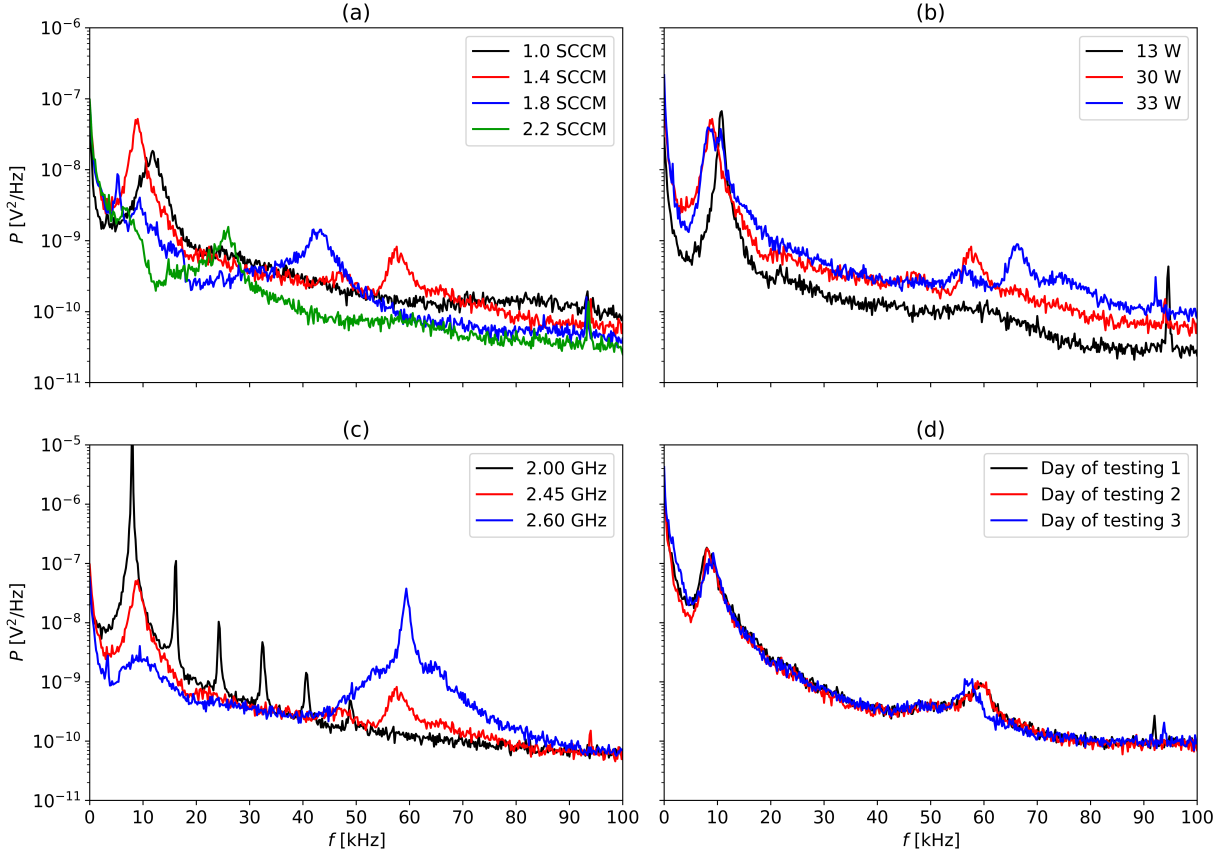 (a)
10⁻⁶
10⁻⁷
10⁻⁸
10⁻⁹
10⁻¹⁰
10⁻¹¹
P [V²/Hz]
1.0 SCCM
1.4 SCCM
1.8 SCCM
2.2 SCCM
(b)
13 W
30 W
33 W
(c)
10⁻⁵
10⁻⁶
10⁻⁷
10⁻⁸
10⁻⁹
10⁻¹⁰
10⁻¹¹
P [V²/Hz]
2.00 GHz
2.45 GHz
2.60 GHz
0 10 20 30 40 50 60 70 80 90 100
f [kHz]
(d)
Day of testing 1
Day of testing 2
Day of testing 3
0 10 20 30 40 50 60 70 80 90 100
f [kHz]